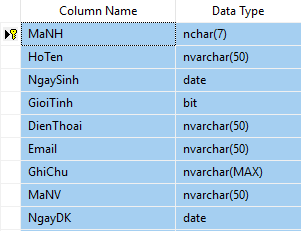 Column Name Data Type
MaNH nchar(7)
HoTen nvarchar(50)
NgaySinh date
GioiTinh bit
DienThoai nvarchar(50)
Email nvarchar(50)
GhiChu nvarchar(MAX)
MaNV nvarchar(50)
NgayDK date